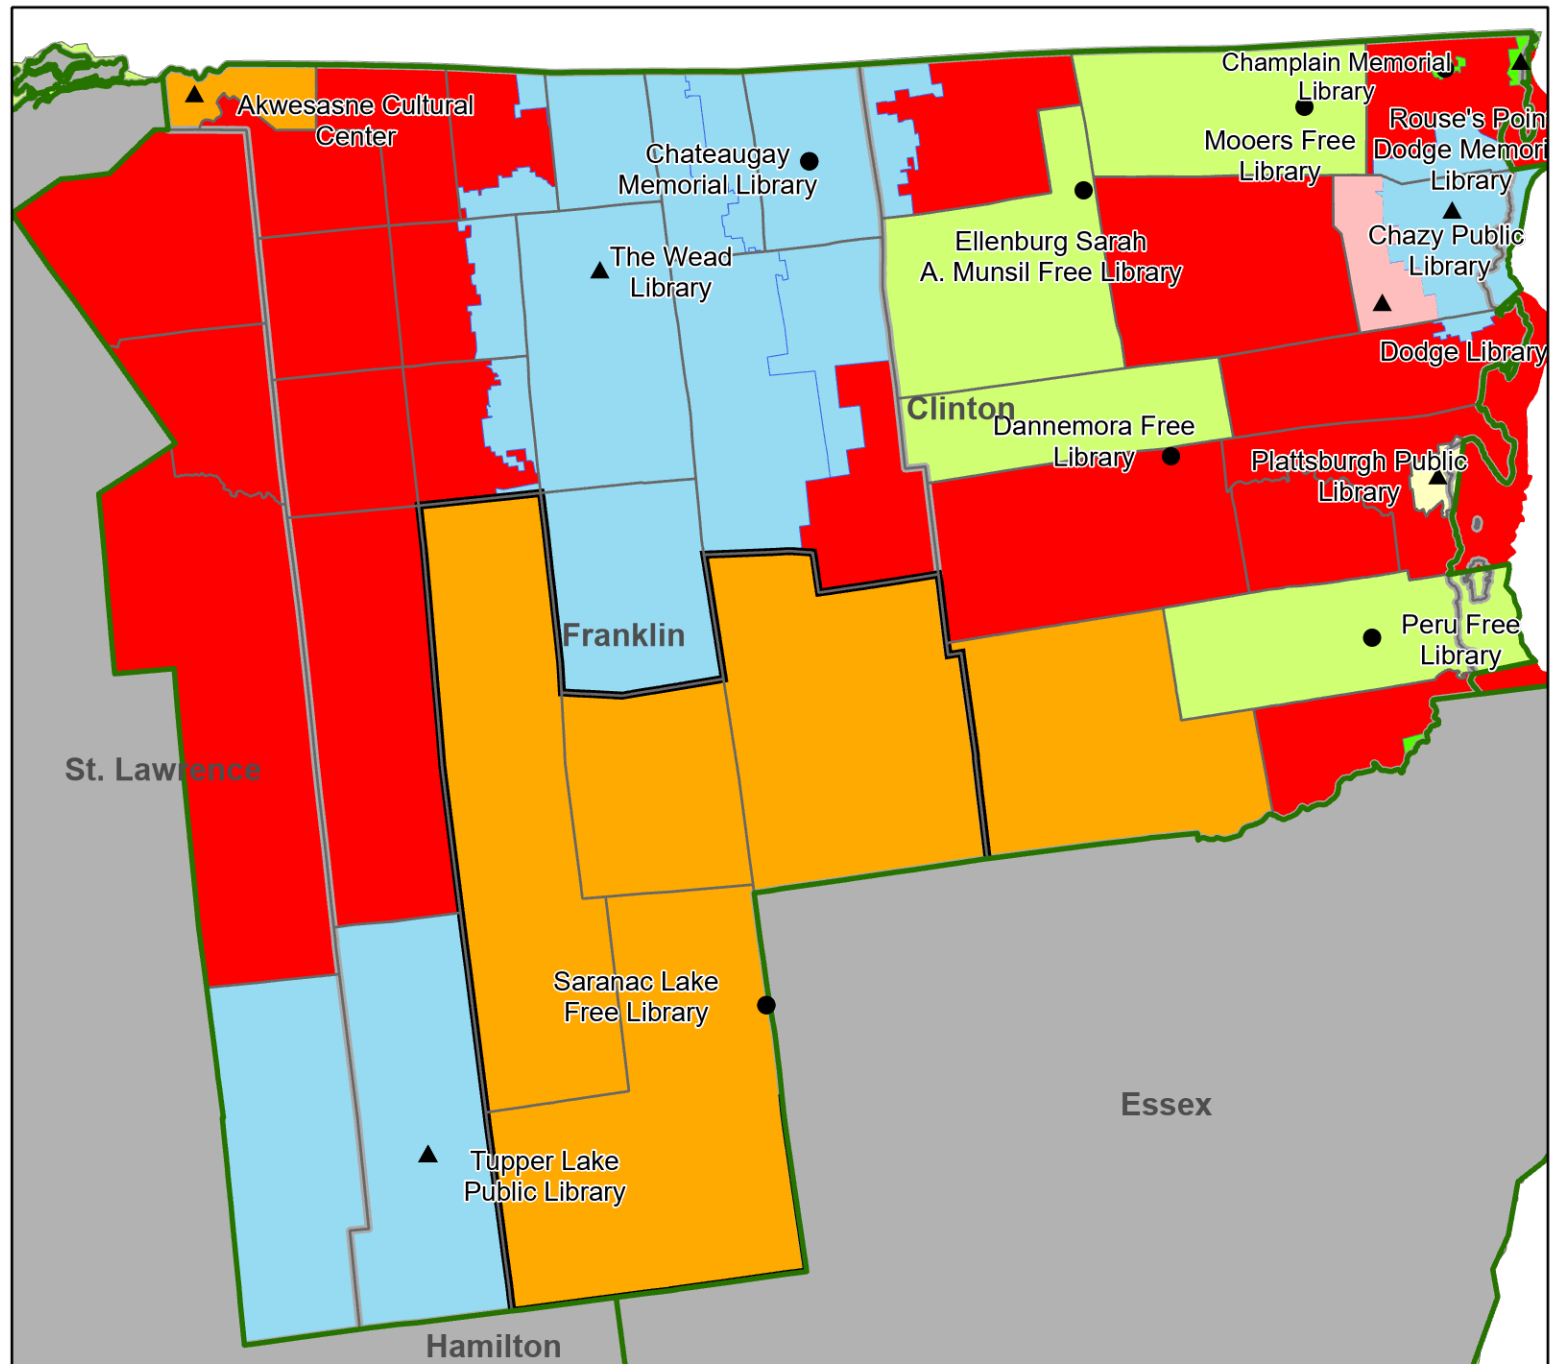 Champlain Memorial
Library
Akwesasne Cultural
Center
Rouse's Poin
Dodge Memori
Library
Mooers Free
Library
Chateaugay
Memorial Library
Chazy Public
Library
Ellenburg Sarah
A. Munsil Free Library
The Wead
Library
Dodge Library
Clinton
Dannemora Free
Library
Plattsburgh Public
Library
Franklin
Peru Free
Library
St. Lawrence
Saranac Lake
Free Library
Essex
Tupper Lake
Public Library
Hamilton